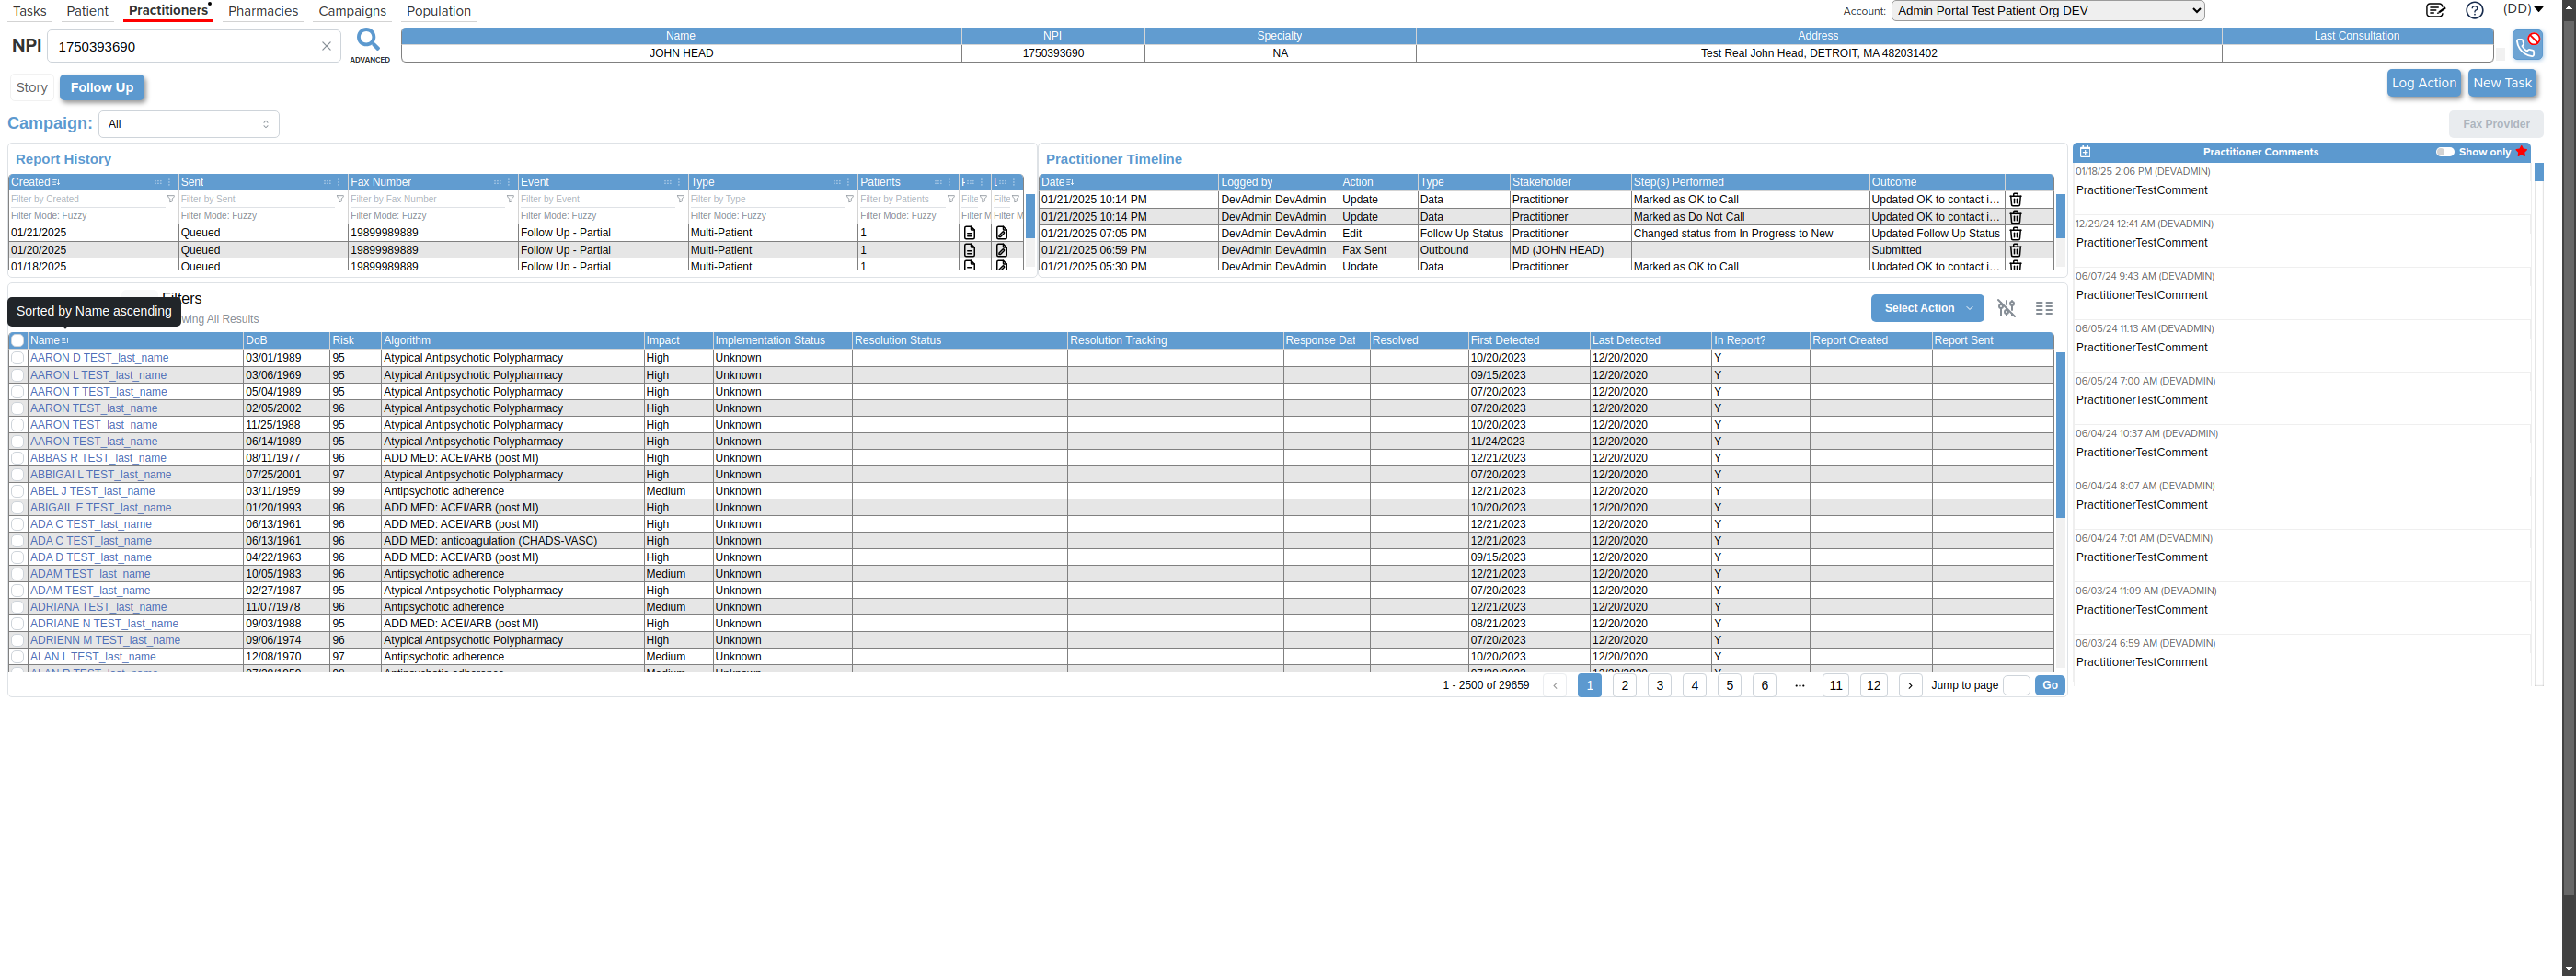 Tasks Patient Practitioners Pharmacies Campaigns Population Account: Admin Portal Test Patient Org DEV (DD)
NPI 1750393690 ADVANCED
Name NPI Specialty Address Last Consultation
JOHN HEAD 1750393690 NA Test Real John Head, DETROIT, MA 482031402
Story Follow Up Log Action New Task
Campaign: All Fax Provider
Report History
Created Sent Fax Number Event Type Patients
Filter by Created Filter by Sent Filter by Fax Number Filter by Event Filter by Type Filter by Patients Filte Filte
Filter Mode: Fuzzy Filter Mode: Fuzzy Filter Mode: Fuzzy Filter Mode: Fuzzy Filter Mode: Fuzzy Filter Mode: Fuzzy Filter M Filter M
01/21/2025 Queued 19899989889 Follow Up - Partial Multi-Patient 1
01/20/2025 Queued 19899989889 Follow Up - Partial Multi-Patient 1
01/18/2025 Queued 19899989889 Follow Up - Partial Multi-Patient 1
Practitioner Timeline
Date Logged by Action Type Stakeholder Step(s) Performed Outcome
01/21/2025 10:14 PM DevAdmin DevAdmin Update Data Practitioner Marked as OK to Call Updated OK to contact i...
01/21/2025 10:14 PM DevAdmin DevAdmin Update Data Practitioner Marked as Do Not Call Updated OK to contact i...
01/21/2025 07:05 PM DevAdmin DevAdmin Edit Follow Up Status Practitioner Changed status from In Progress to New Updated Follow Up Status
01/21/2025 06:59 PM DevAdmin DevAdmin Fax Sent Outbound MD (JOHN HEAD) Submitted
01/21/2025 05:30 PM DevAdmin DevAdmin Update Data Practitioner Marked as OK to Call Updated OK to contact i...
Practitioner Comments Show only
01/18/25 2:06 PM (DEVADMIN)
PractitionerTestComment
12/29/24 12:41 AM (DEVADMIN)
PractitionerTestComment
06/07/24 9:43 AM (DEVADMIN)
PractitionerTestComment
06/05/24 11:13 AM (DEVADMIN)
PractitionerTestComment
06/05/24 7:00 AM (DEVADMIN)
PractitionerTestComment
06/04/24 10:37 AM (DEVADMIN)
PractitionerTestComment
06/04/24 8:07 AM (DEVADMIN)
PractitionerTestComment
06/04/24 7:01 AM (DEVADMIN)
PractitionerTestComment
06/03/24 11:09 AM (DEVADMIN)
PractitionerTestComment
06/03/24 6:59 AM (DEVADMIN)
PractitionerTestComment
Filters
Sorted by Name ascending
wing All Results
Select Action
Name DoB Risk Algorithm Impact Implementation Status Resolution Status Resolution Tracking Response Dat Resolved First Detected Last Detected In Report? Report Created Report Sent
AARON D TEST_last_name 03/01/1989 95 Atypical Antipsychotic Polypharmacy High Unknown 10/20/2023 12/20/2020 Y
AARON L TEST_last_name 03/06/1969 95 Atypical Antipsychotic Polypharmacy High Unknown 09/15/2023 12/20/2020 Y
AARON T TEST_last_name 05/04/1989 95 Atypical Antipsychotic Polypharmacy High Unknown 07/20/2023 12/20/2020 Y
AARON TEST_last_name 02/05/2002 96 Atypical Antipsychotic Polypharmacy High Unknown 07/20/2023 12/20/2020 Y
AARON TEST_last_name 11/25/1988 95 Atypical Antipsychotic Polypharmacy High Unknown 10/20/2023 12/20/2020 Y
AARON TEST_last_name 06/14/1989 95 Atypical Antipsychotic Polypharmacy High Unknown 11/24/2023 12/20/2020 Y
ABBAS R TEST_last_name 08/11/1977 96 ADD MED: ACEI/ARB (post MI) High Unknown 12/21/2023 12/20/2020 Y
ABBIGAI L TEST_last_name 07/25/2001 97 Atypical Antipsychotic Polypharmacy High Unknown 07/20/2023 12/20/2020 Y
ABEL J TEST_last_name 03/11/1959 99 Antipsychotic adherence Medium Unknown 12/21/2023 12/20/2020 Y
ABIGAIL E TEST_last_name 01/20/1993 96 ADD MED: ACEI/ARB (post MI) High Unknown 10/20/2023 12/20/2020 Y
ADA C TEST_last_name 06/13/1961 96 ADD MED: ACEI/ARB (post MI) High Unknown 12/21/2023 12/20/2020 Y
ADA C TEST_last_name 06/13/1961 96 ADD MED: anticoagulation (CHADS-VASC) High Unknown 12/21/2023 12/20/2020 Y
ADA D TEST_last_name 04/22/1963 96 ADD MED: ACEI/ARB (post MI) High Unknown 09/15/2023 12/20/2020 Y
ADAM TEST_last_name 10/05/1983 96 Antipsychotic adherence Medium Unknown 12/21/2023 12/20/2020 Y
ADAM TEST_last_name 02/27/1987 95 Atypical Antipsychotic Polypharmacy High Unknown 07/20/2023 12/20/2020 Y
ADRIANA TEST_last_name 11/07/1978 96 Antipsychotic adherence Medium Unknown 12/21/2023 12/20/2020 Y
ADRIANE N TEST_last_name 09/03/1988 95 ADD MED: ACEI/ARB (post MI) High Unknown 08/21/2023 12/20/2020 Y
ADRIENN M TEST_last_name 09/06/1974 96 Atypical Antipsychotic Polypharmacy High Unknown 07/20/2023 12/20/2020 Y
ALAN L TEST_last_name 12/08/1970 97 Antipsychotic adherence Medium Unknown 10/20/2023 12/20/2020 Y
1 - 2500 of 29659 1 2 3 4 5 6 ... 11 12 Jump to page Go